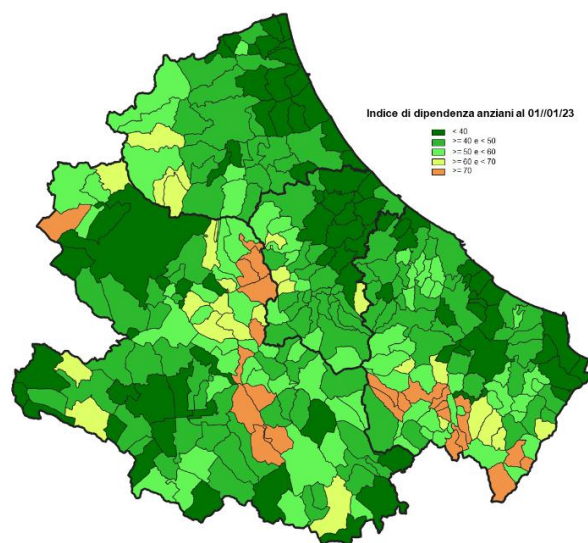 Indice di dipendenza anziani al 01//01/23
< 40
>= 40 e < 50
>= 50 e < 60
>= 60 e < 70
>= 70